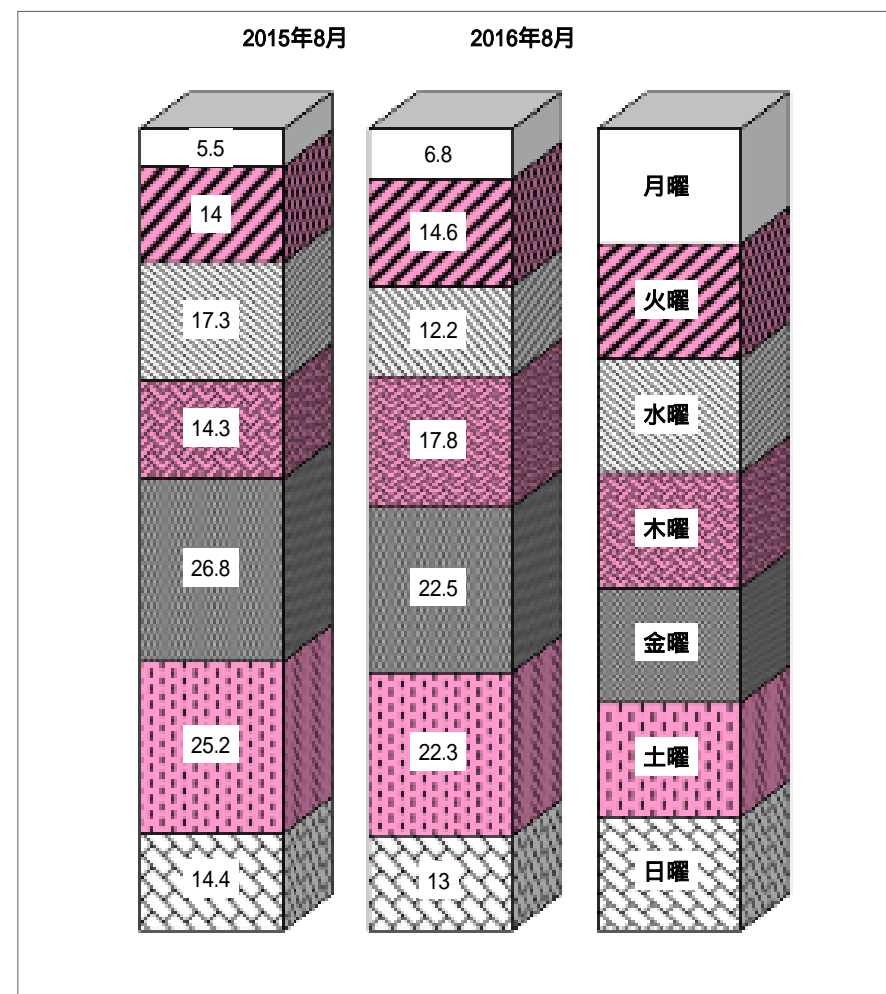 2015年8月 2016年8月
5.5 6.8 月曜
14 14.6 火曜
17.3 12.2 水曜
14.3 17.8 木曜
26.8 22.5 金曜
25.2 22.3 土曜
14.4 13 日曜